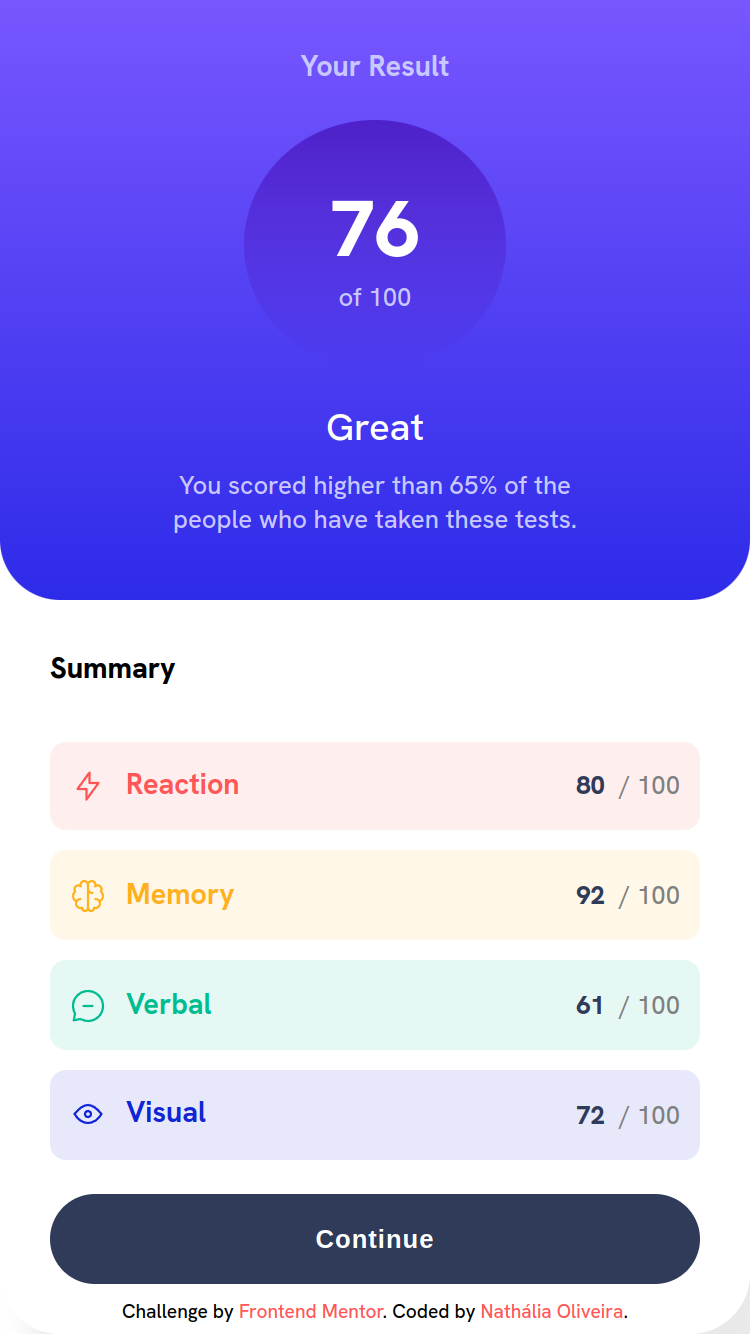 Your Result
76
of 100
Great
You scored higher than 65% of the
people who have taken these tests.
Summary
Reaction 80 / 100
Memory 92 / 100
Verbal 61 / 100
Visual 72 / 100
Continue
Challenge by Frontend Mentor. Coded by Nathália Oliveira.